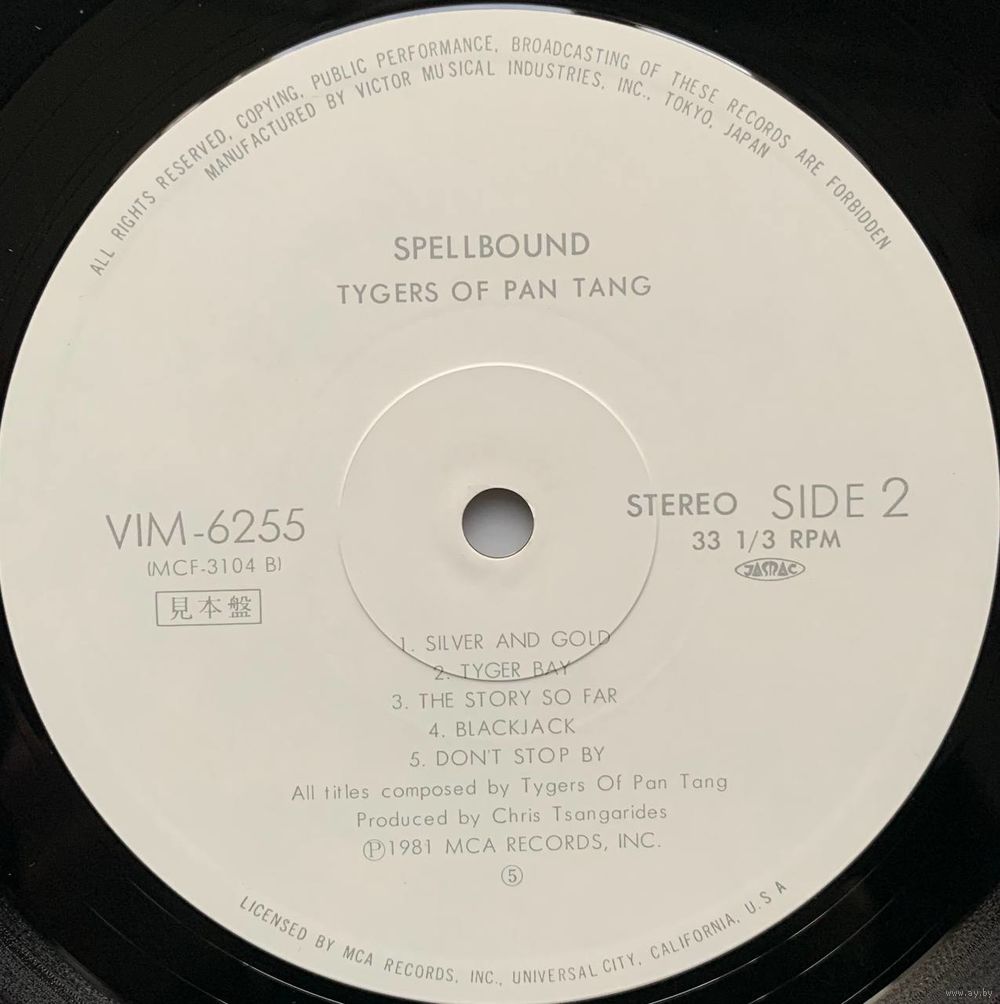 ALL RIGHTS RESERVED, COPYING, PUBLIC PERFORMANCE, BROADCASTING OF THESE RECORDS ARE FORBIDDEN
MANUFACTURED BY VICTOR MUSICAL INDUSTRIES, INC., TOKYO, JAPAN
SPELLBOUND
TYGERS OF PAN TANG
VIM-6255
(MCF-3104 B)
見本盤
STEREO SIDE 2
33 1/3 RPM
JASRAC
1. SILVER AND GOLD
2. TYGER BAY
3. THE STORY SO FAR
4. BLACKJACK
5. DON'T STOP BY
All titles composed by Tygers Of Pan Tang
Produced by Chris Tsangarides
Ⓟ1981 MCA RECORDS, INC.
⑤
LICENSED BY MCA RECORDS, INC., UNIVERSAL CITY, CALIFORNIA, U.S A
www.ay.by